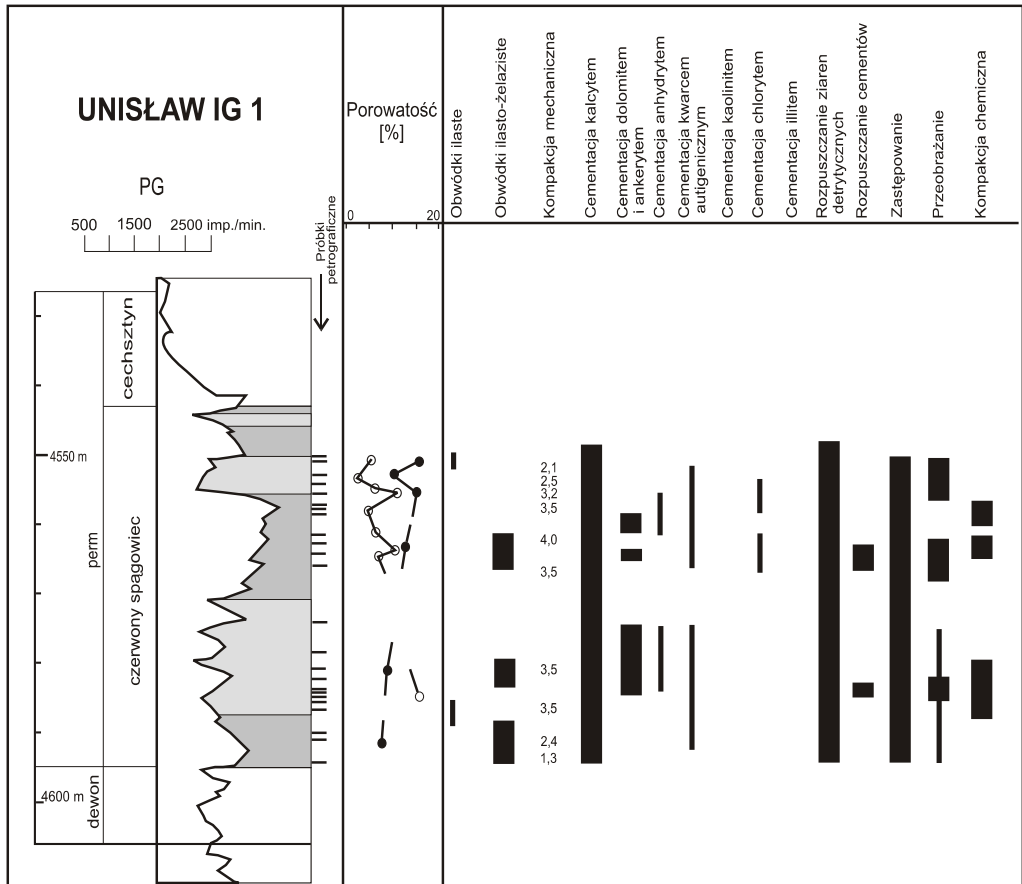 UNISŁAW IG 1
PG
500 1500 2500 imp./min.
Próbki
petrograficzne
Porowatość
[%]
0 20
Obwódki ilaste
Obwódki ilasto-żelaziste
Kompakcja mechaniczna
Cementacja kalcytem
Cementacja dolomitem
i ankerytem
Cementacja anhydrytem
Cementacja kwarcem
autigenicznym
Cementacja kaolinitem
Cementacja chlorytem
Cementacja illitem
Rozpuszczanie ziaren
detrytycznych
Rozpuszczanie cementów
Zastępowanie
Przeobrażanie
Kompakcja chemiczna
cechsztyn
4550 m
perm
czerwony spągowiec
4600 m
dewon
2,1
2,5
3,2
3,5
4,0
3,5
3,5
3,5
2,4
1,3